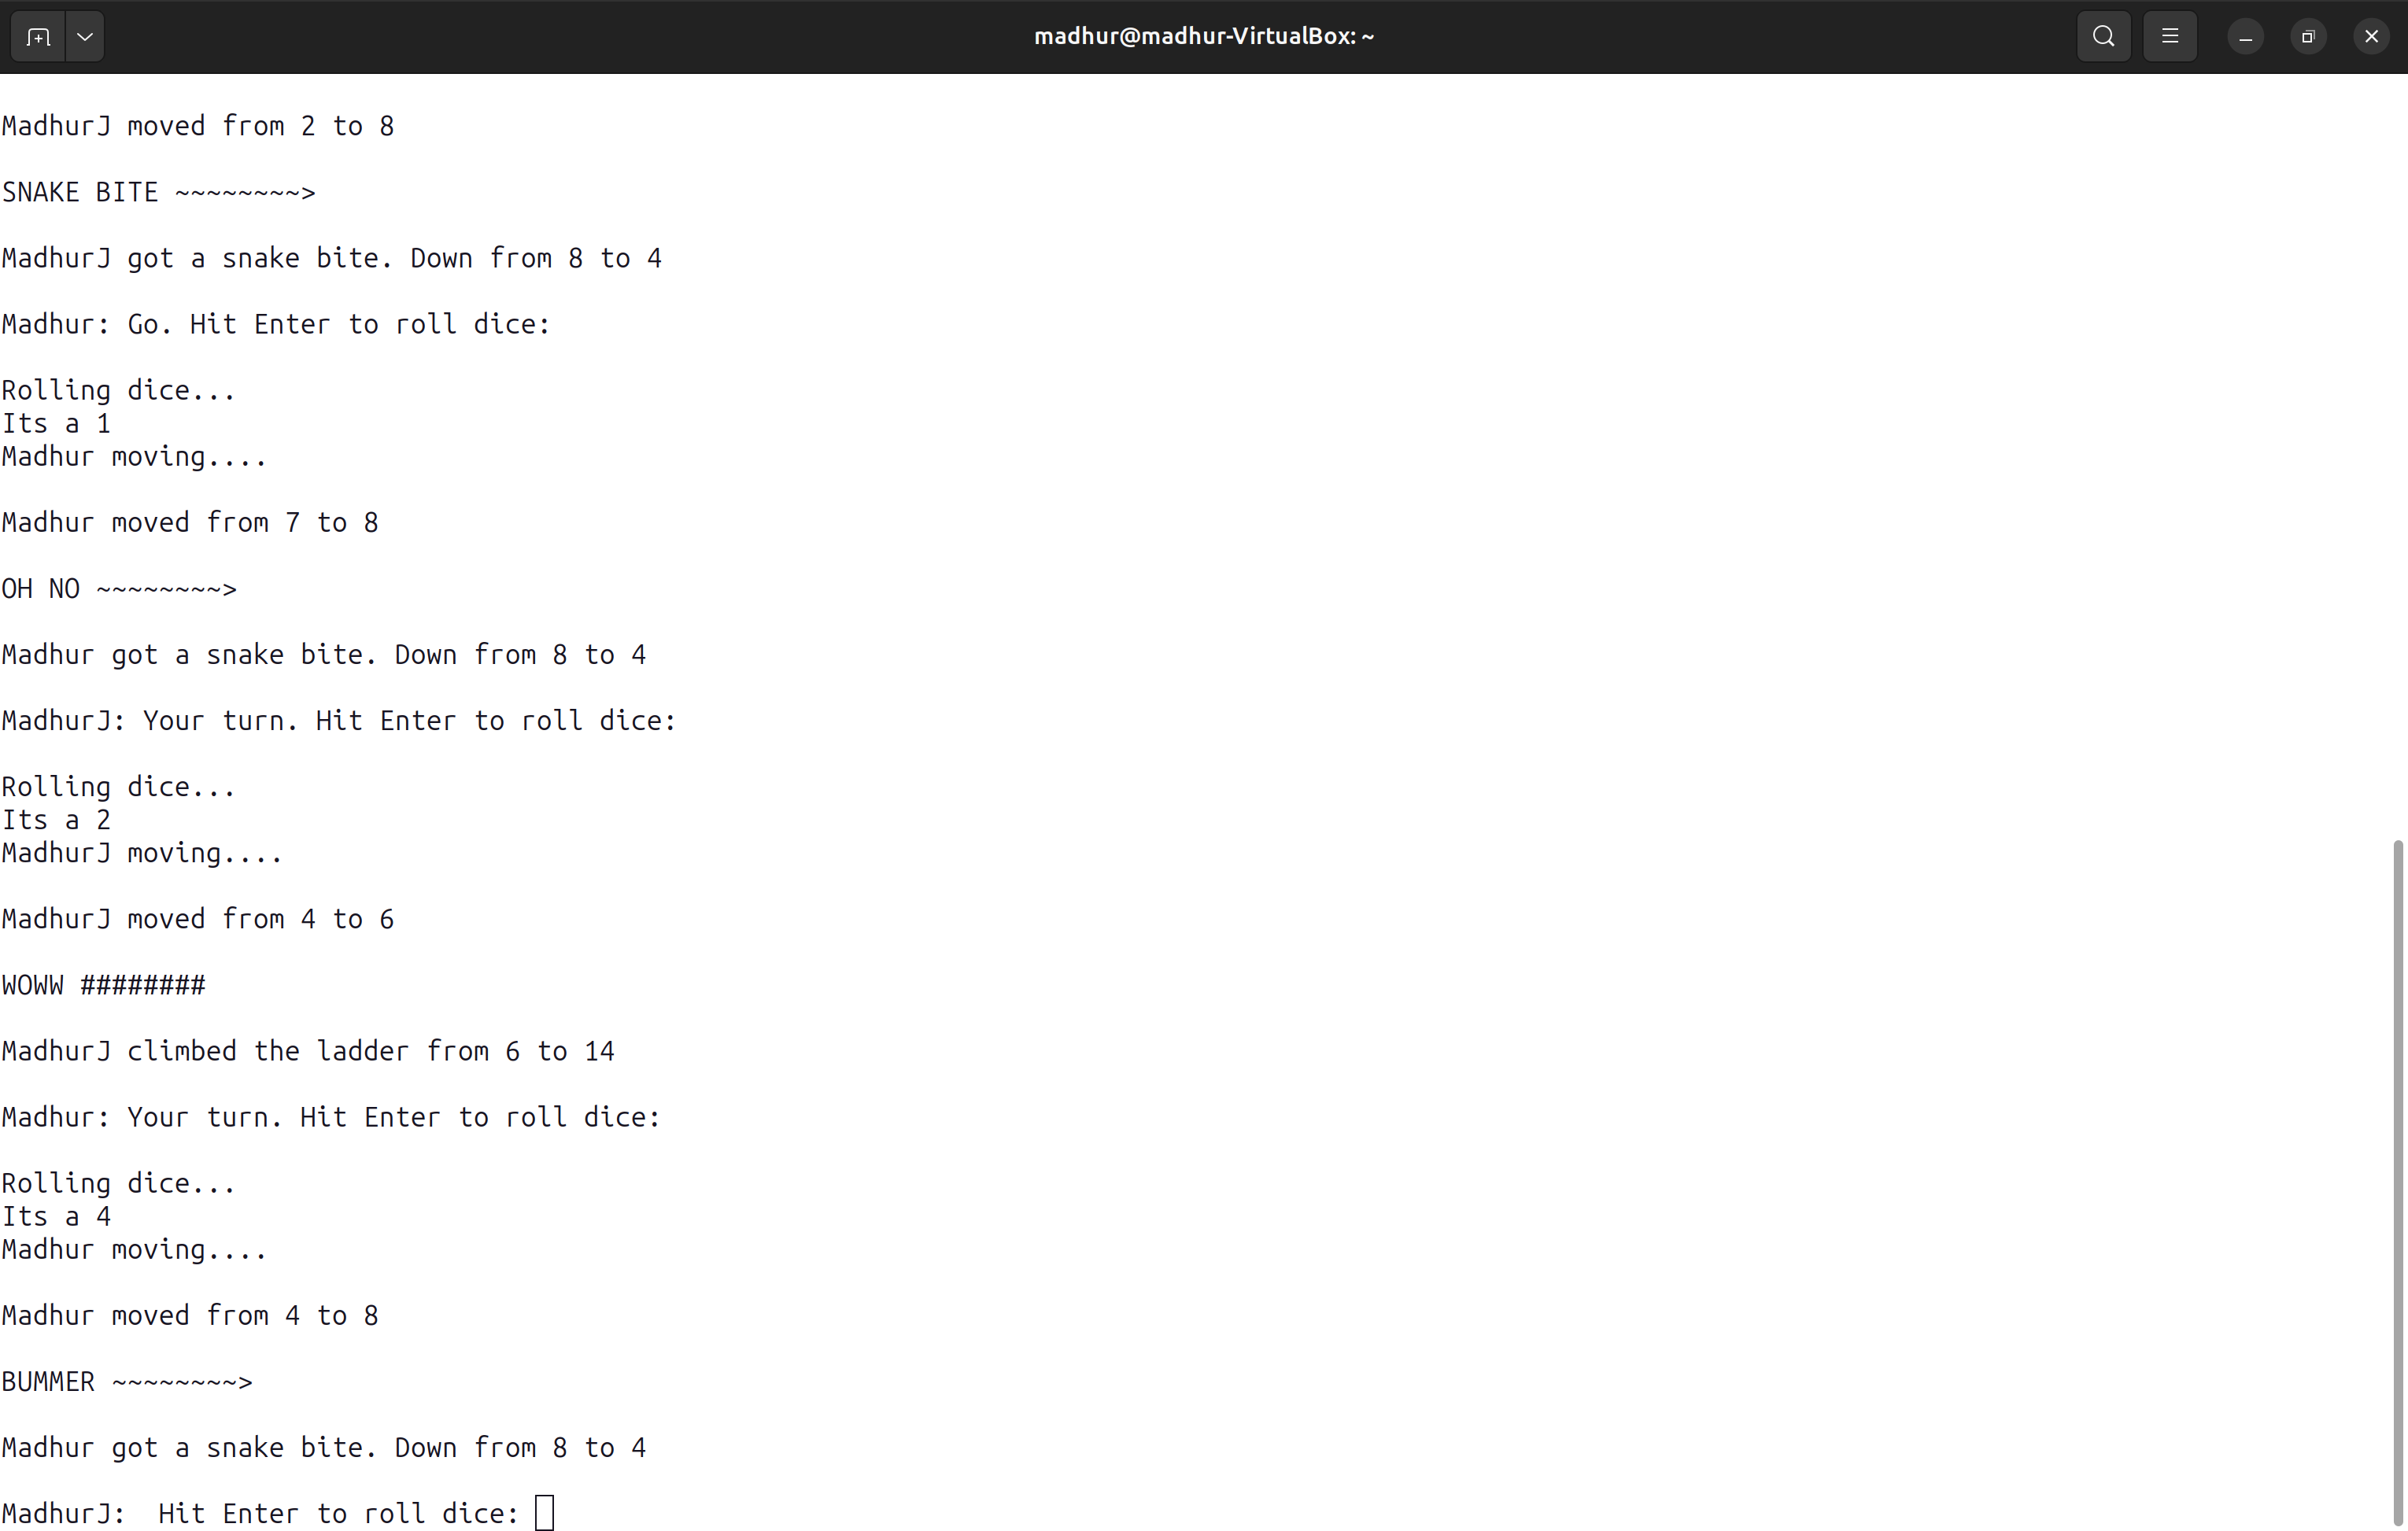 madhur@madhur-VirtualBox: ~
MadhurJ moved from 2 to 8
SNAKE BITE ~~~~~~~~>
MadhurJ got a snake bite. Down from 8 to 4
Madhur: Go. Hit Enter to roll dice:
Rolling dice...
Its a 1
Madhur moving....
Madhur moved from 7 to 8
OH NO ~~~~~~~~>
Madhur got a snake bite. Down from 8 to 4
MadhurJ: Your turn. Hit Enter to roll dice:
Rolling dice...
Its a 2
MadhurJ moving....
MadhurJ moved from 4 to 6
WOWW ########
MadhurJ climbed the ladder from 6 to 14
Madhur: Your turn. Hit Enter to roll dice:
Rolling dice...
Its a 4
Madhur moving....
Madhur moved from 4 to 8
BUMMER ~~~~~~~~>
Madhur got a snake bite. Down from 8 to 4
MadhurJ:  Hit Enter to roll dice: